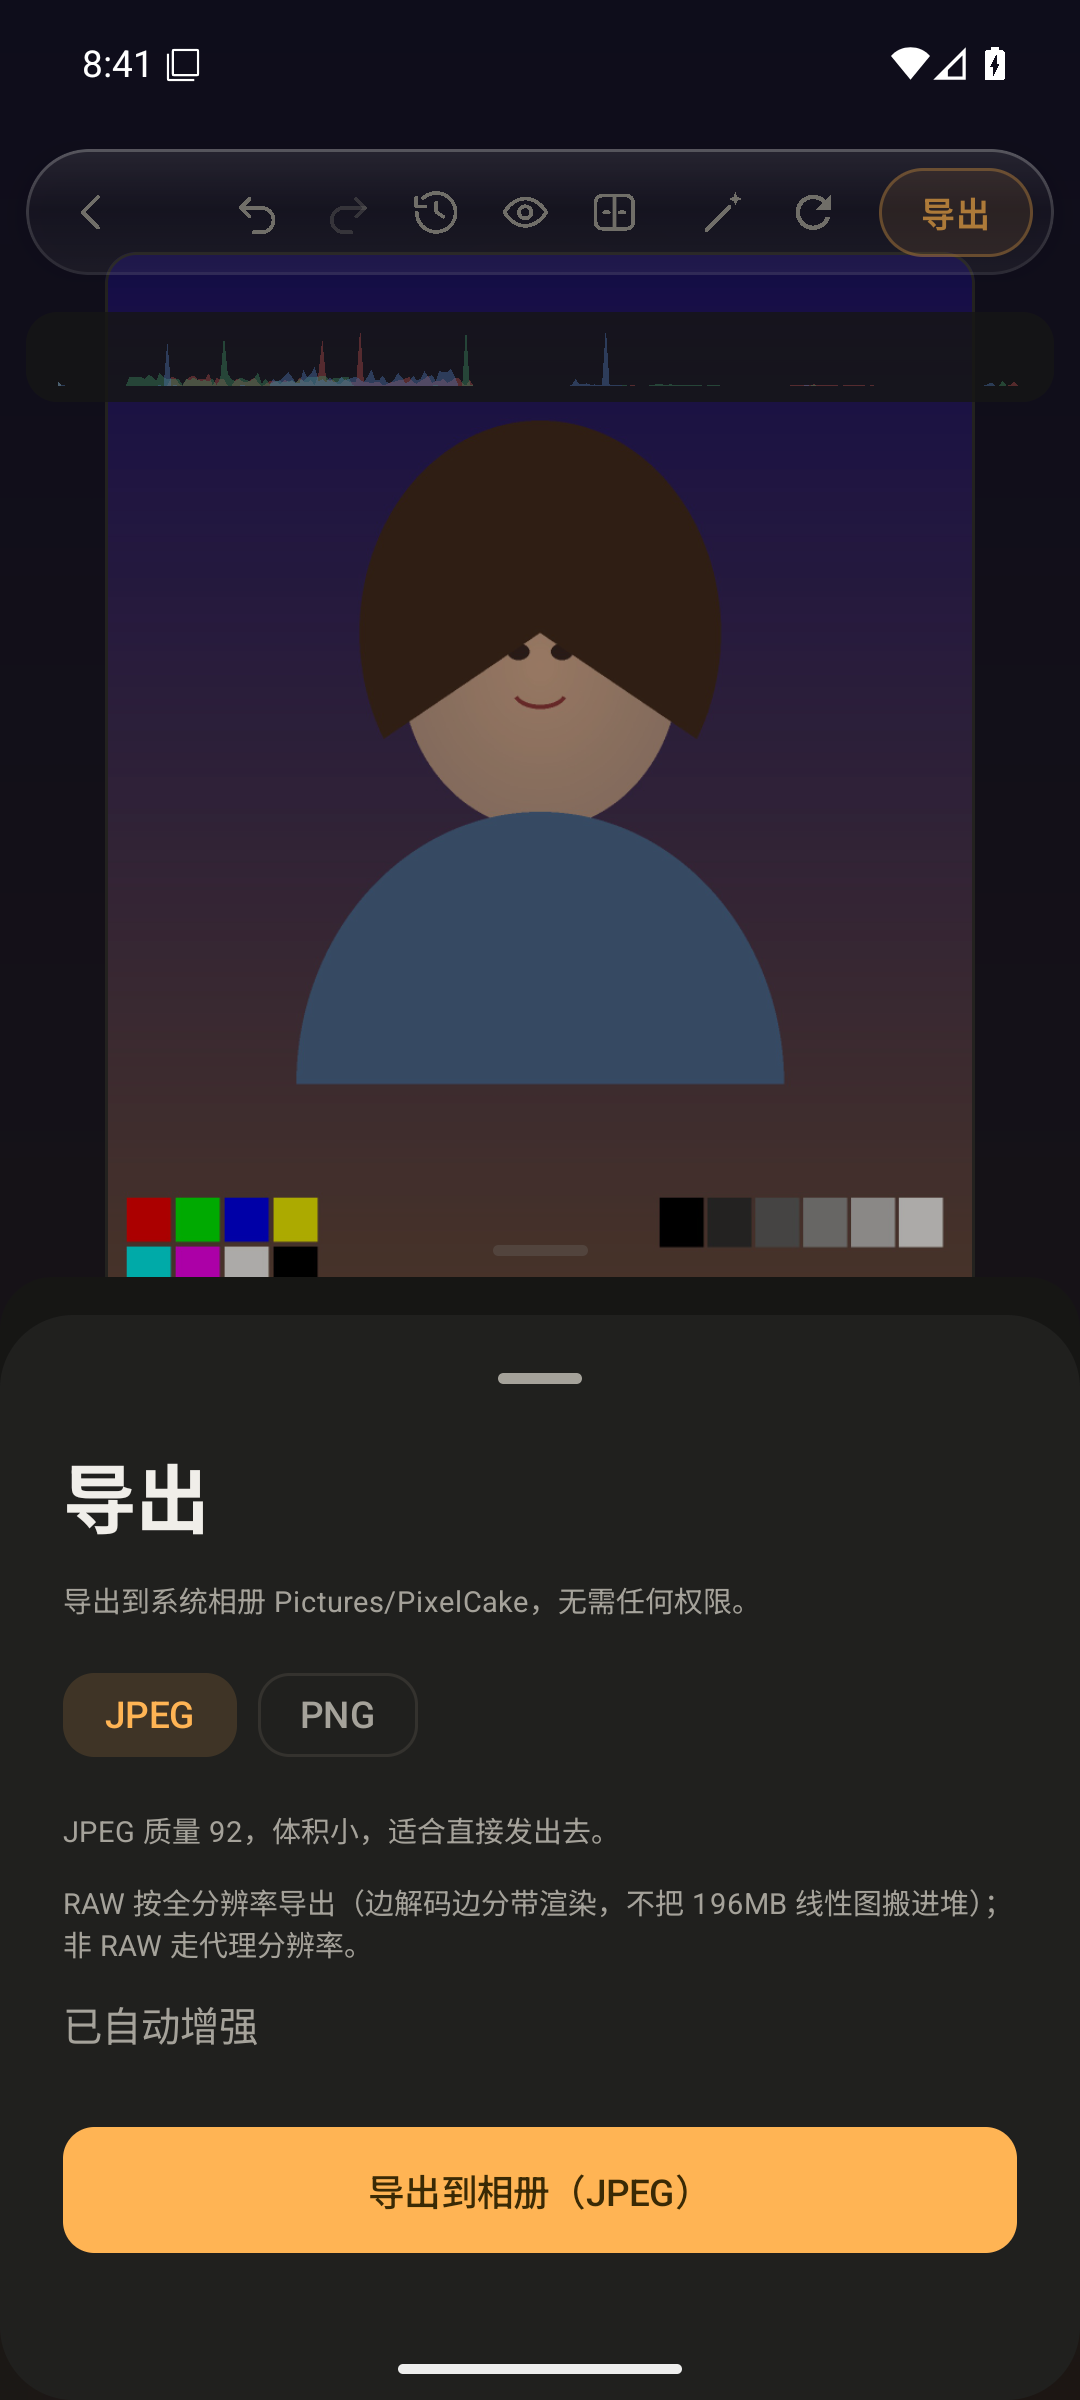 8:41
导出
导出
导出到系统相册 Pictures/PixelCake，无需任何权限。
JPEG
PNG
JPEG 质量 92，体积小，适合直接发出去。
RAW 按全分辨率导出（边解码边分带渲染，不把 196MB 线性图搬进堆）；
非 RAW 走代理分辨率。
已自动增强
导出到相册（JPEG）